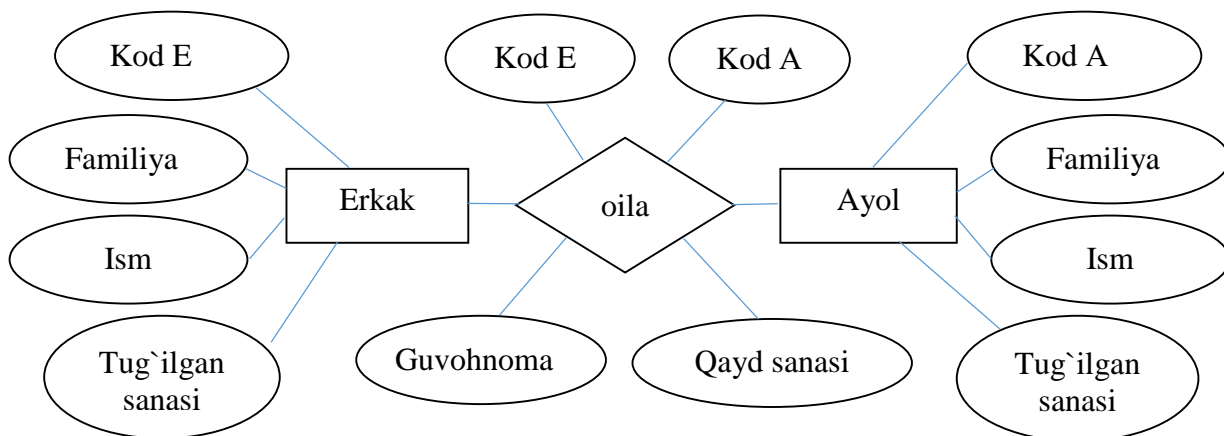 Kod E
Kod E
Kod A
Kod A
Familiya
Erkak
oila
Ayol
Familiya
Ism
Ism
Guvohnoma
Qayd sanasi
Tug`ilgan
sanasi
Tug`ilgan
sanasi